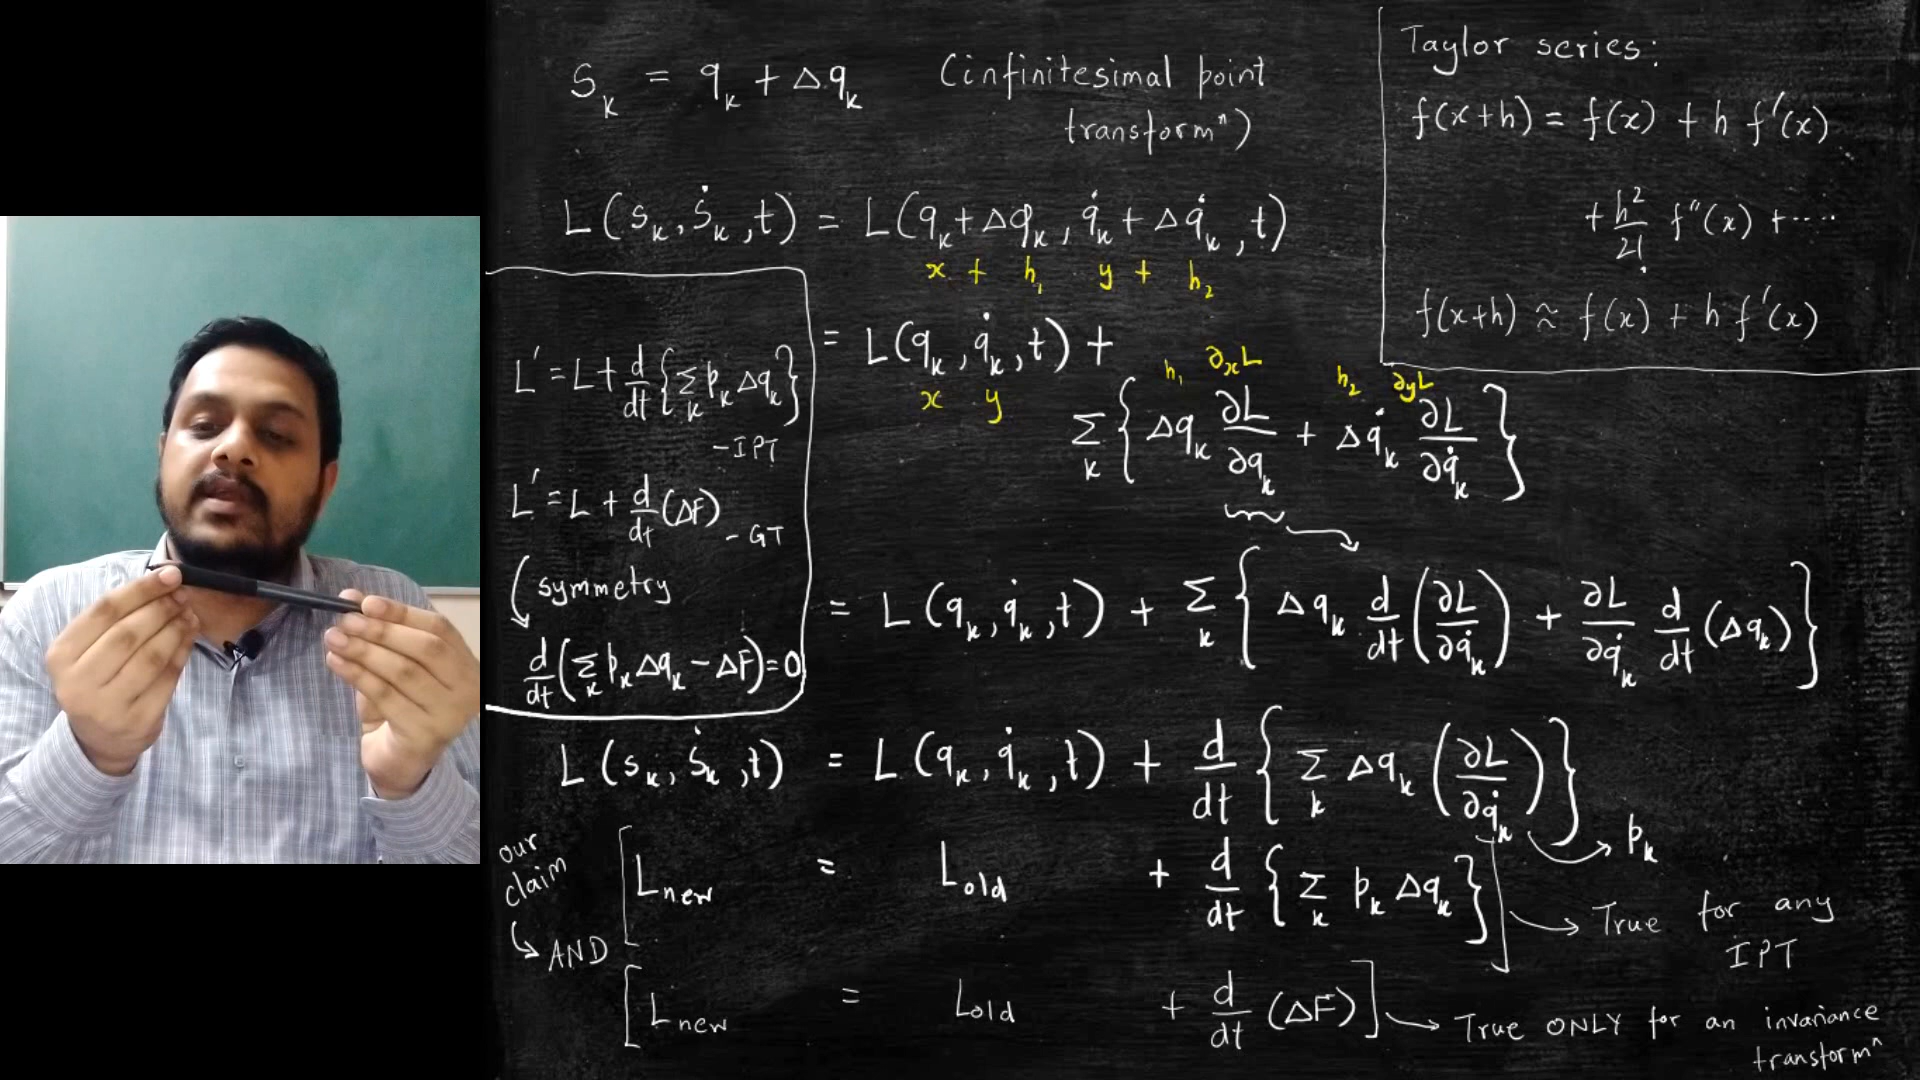 S_k = q_k + Δq_k (infinitesimal point
transformⁿ)
L(s_k, ṡ_k, t) = L(q_k + Δq_k, q̇_k + Δq̇_k, t)
x + h₁ y + h₂
= L(q_k, q̇_k, t) +
x y
h₁ ∂ₓL h₂ ∂ᵧL
Σ_k { Δq_k ∂L/∂q_k + Δq̇_k ∂L/∂q̇_k }
= L(q_k, q̇_k, t) + Σ_k { Δq_k d/dt (∂L/∂q̇_k) + ∂L/∂q̇_k d/dt (Δq_k) }
L(s_k, ṡ_k, t) = L(q_k, q̇_k, t) + d/dt { Σ_k Δq_k (∂L/∂q̇_k) }
→ p_k
our
claim
↳ AND
[ L_new = L_old + d/dt { Σ_k p_k Δq_k } ] → True for any
IPT
[ L_new = L_old + d/dt (ΔF) ] → True ONLY for an invariance
transformⁿ
Taylor series:
f(x+h) = f(x) + h f'(x)
+ h²/2! f''(x) + ....
f(x+h) ≈ f(x) + h f'(x)
L' = L + d/dt { Σ_k p_k Δq_k }
- IPT
L' = L + d/dt (ΔF)
- GT
symmetry
d/dt (Σ_k p_k Δq_k - ΔF) = 0